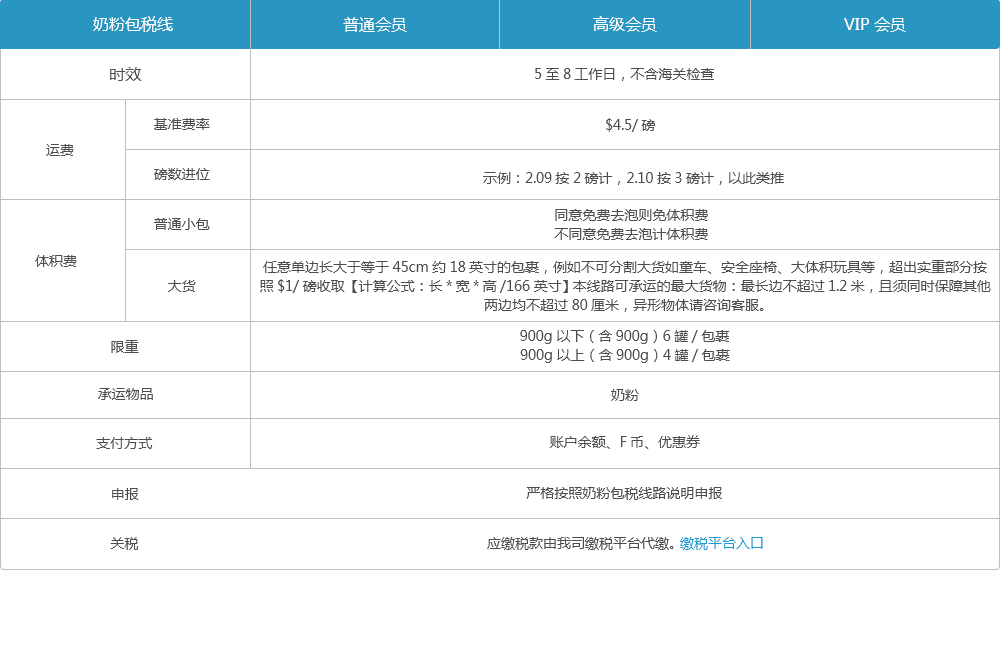 奶粉包税线 普通会员 高级会员 VIP 会员
时效 5 至 8 工作日，不含海关检查
运费 基准费率 $4.5/ 磅
磅数进位 示例：2.09 按 2 磅计，2.10 按 3 磅计，以此类推
体积费 普通小包 同意免费去泡则免体积费
不同意免费去泡计体积费
大货 任意单边长大于等于 45cm 约 18 英寸的包裹，例如不可分割大货如童车、安全座椅、大体积玩具等，超出实重部分按
照 $1/ 磅收取【计算公式：长 * 宽 * 高 /166 英寸】本线路可承运的最大货物：最长边不超过 1.2 米，且须同时保障其他
两边均不超过 80 厘米，异形物体请咨询客服。
限重 900g 以下（含 900g）6 罐 / 包裹
900g 以上（含 900g）4 罐 / 包裹
承运物品 奶粉
支付方式 账户余额、F 币、优惠券
申报 严格按照奶粉包税线路说明申报
关税 应缴税款由我司缴税平台代缴。缴税平台入口